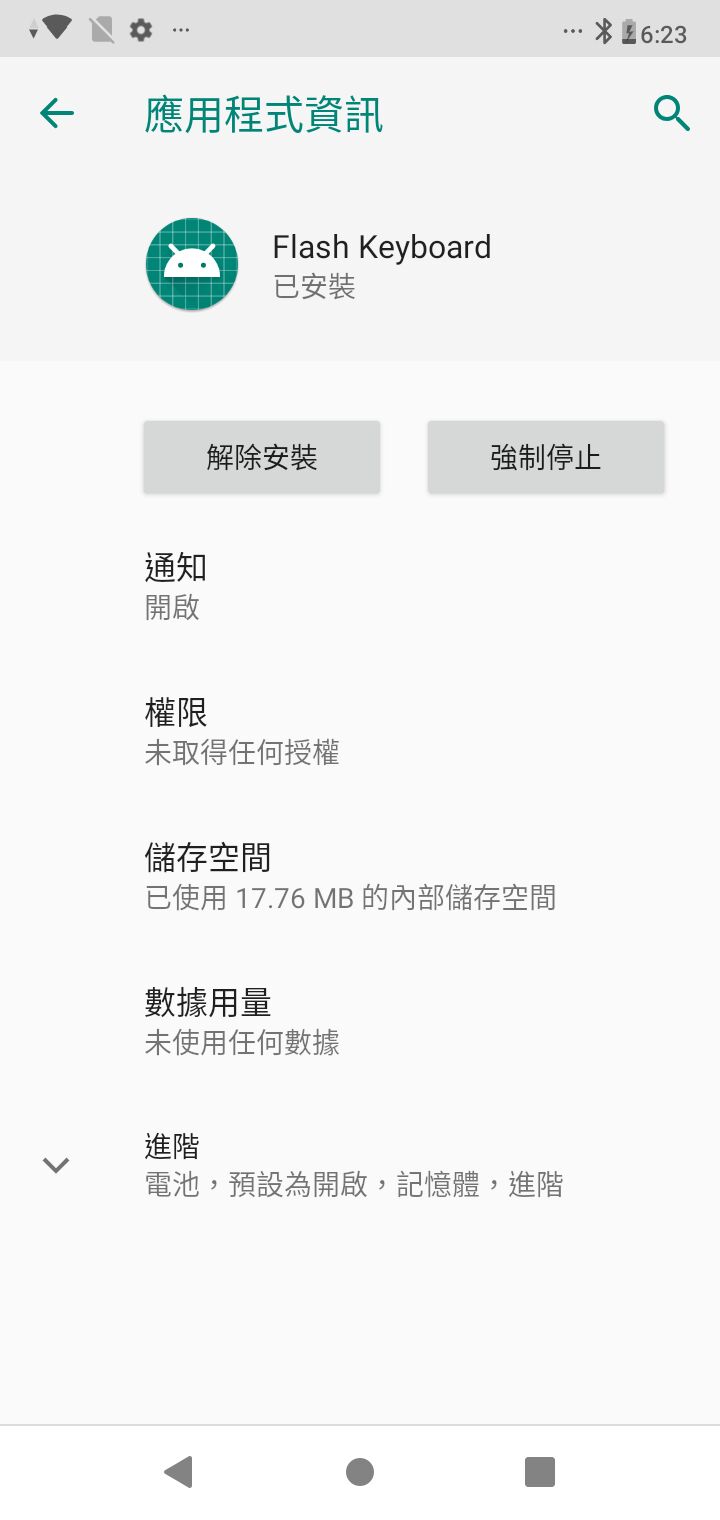 6:23
應用程式資訊
Flash Keyboard
已安裝
解除安裝
強制停止
通知
開啟
權限
未取得任何授權
儲存空間
已使用 17.76 MB 的內部儲存空間
數據用量
未使用任何數據
進階
電池，預設為開啟，記憶體，進階